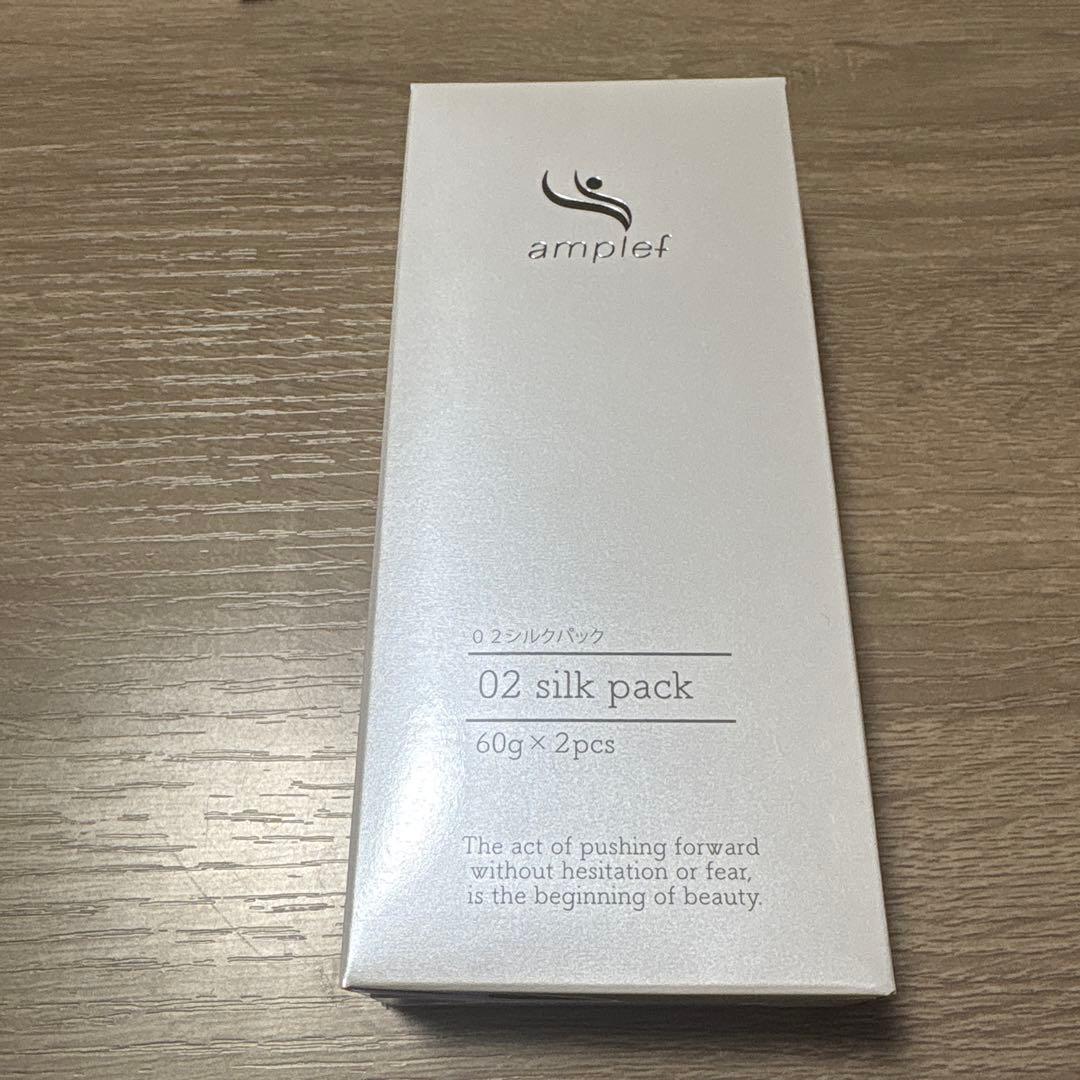 amplef
０２シルクパック
02 silk pack
60g × 2pcs
The act of pushing forward
without hesitation or fear,
is the beginning of beauty.